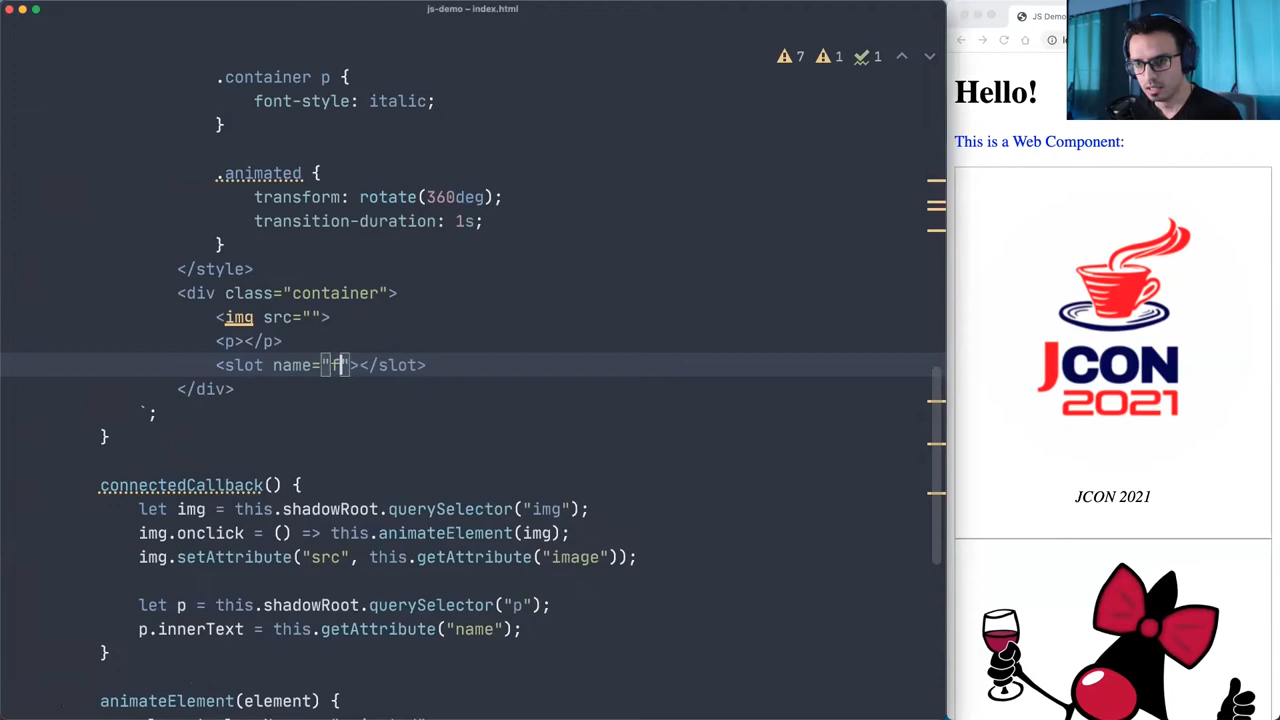 js-demo – index.html
7 1 1
.container p {
font-style: italic;
}
.animated {
transform: rotate(360deg);
transition-duration: 1s;
}
</style>
<div class="container">
<img src="">
<p></p>
<slot name="f"></slot>
</div>
`;
}
connectedCallback() {
let img = this.shadowRoot.querySelector("img");
img.onclick = () => this.animateElement(img);
img.setAttribute("src", this.getAttribute("image"));
let p = this.shadowRoot.querySelector("p");
p.innerText = this.getAttribute("name");
}
animateElement(element) {
JS Demo
Hello!
This is a Web Component:
JCON
2021
JCON 2021